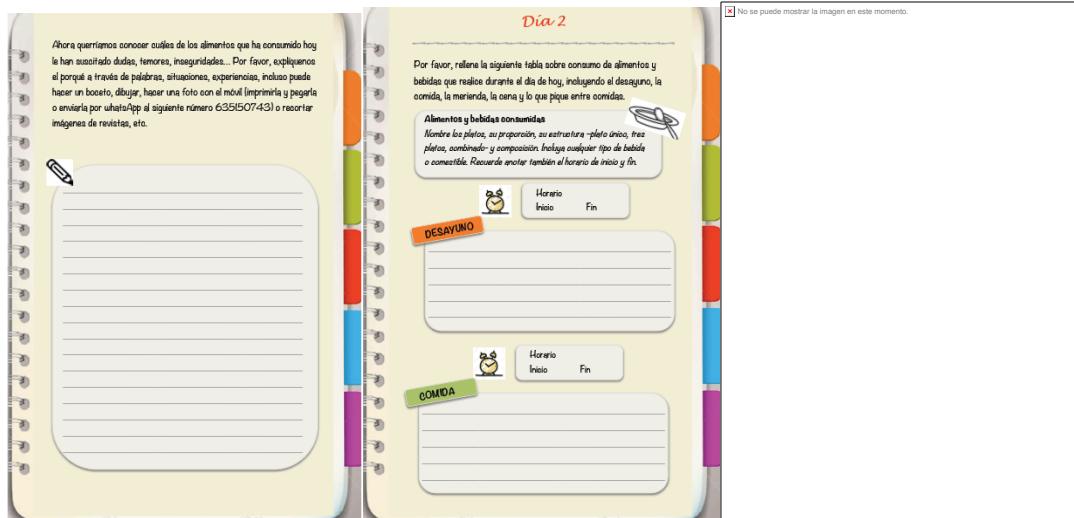 Ahora querríamos conocer cuáles de los alimentos que ha consumido hoy
le han suscitado dudas, temores, inseguridades... Por favor, explíquenos
el porqué a través de palabras, situaciones, experiencias, incluso puede
hacer un boceto, dibujar, hacer una foto con el móvil (imprimirla y pegarla
o enviarla por whatsApp al siguiente número 635150743) o recortar
imágenes de revistas, etc.
Día 2
Por favor, rellene la siguiente tabla sobre consumo de alimentos y
bebidas que realice durante el día de hoy, incluyendo el desayuno, la
comida, la merienda, la cena y lo que pique entre comidas.
Alimentos y bebidas consumidas
Nombre los platos, su proporción, su estructura -plato único, tres
platos, combinado- y composición. Incluya cualquier tipo de bebida
o comestible. Recuerde anotar también el horario de inicio y fin.
Horario
Inicio Fin
DESAYUNO
Horario
Inicio Fin
COMIDA
No se puede mostrar la imagen en este momento.